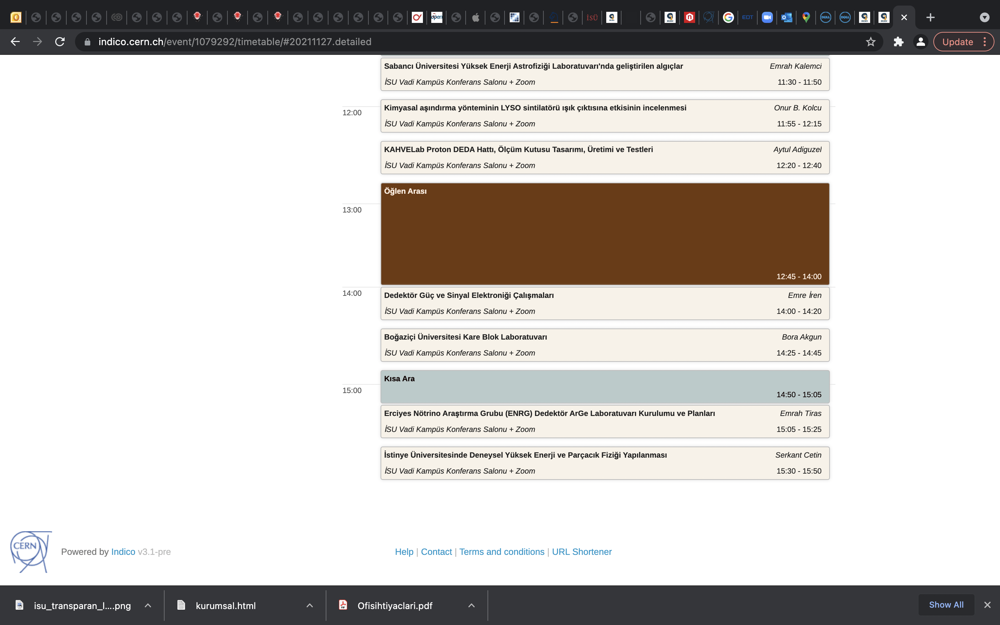 İSÜ
EDT
indico.cern.ch/event/1079292/timetable/#20211127.detailed
Update
Sabancı Üniversitesi Yüksek Enerji Astrofiziği Laboratuvarı'nda geliştirilen algıçlar Emrah Kalemci
İSU Vadi Kampüs Konferans Salonu + Zoom 11:30 - 11:50
12:00
Kimyasal aşındırma yönteminin LYSO sintilatörü ışık çıktısına etkisinin incelenmesi Onur B. Kolcu
İSU Vadi Kampüs Konferans Salonu + Zoom 11:55 - 12:15
KAHVELab Proton DEDA Hattı, Ölçüm Kutusu Tasarımı, Üretimi ve Testleri Aytul Adiguzel
İSU Vadi Kampüs Konferans Salonu + Zoom 12:20 - 12:40
Öğlen Arası
13:00
12:45 - 14:00
14:00
Dedektör Güç ve Sinyal Elektroniği Çalışmaları Emre İren
İSU Vadi Kampüs Konferans Salonu + Zoom 14:00 - 14:20
Boğaziçi Üniversitesi Kare Blok Laboratuvarı Bora Akgun
İSU Vadi Kampüs Konferans Salonu + Zoom 14:25 - 14:45
Kısa Ara
15:00
14:50 - 15:05
Erciyes Nötrino Araştırma Grubu (ENRG) Dedektör ArGe Laboratuvarı Kurulumu ve Planları Emrah Tiras
İSU Vadi Kampüs Konferans Salonu + Zoom 15:05 - 15:25
İstinye Üniversitesinde Deneysel Yüksek Enerji ve Parçacık Fiziği Yapılanması Serkant Cetin
İSU Vadi Kampüs Konferans Salonu + Zoom 15:30 - 15:50
CERN
Powered by Indico v3.1-pre
Help | Contact | Terms and conditions | URL Shortener
isu_transparan_l....png
kurumsal.html
Ofisihtiyaclari.pdf
Show All